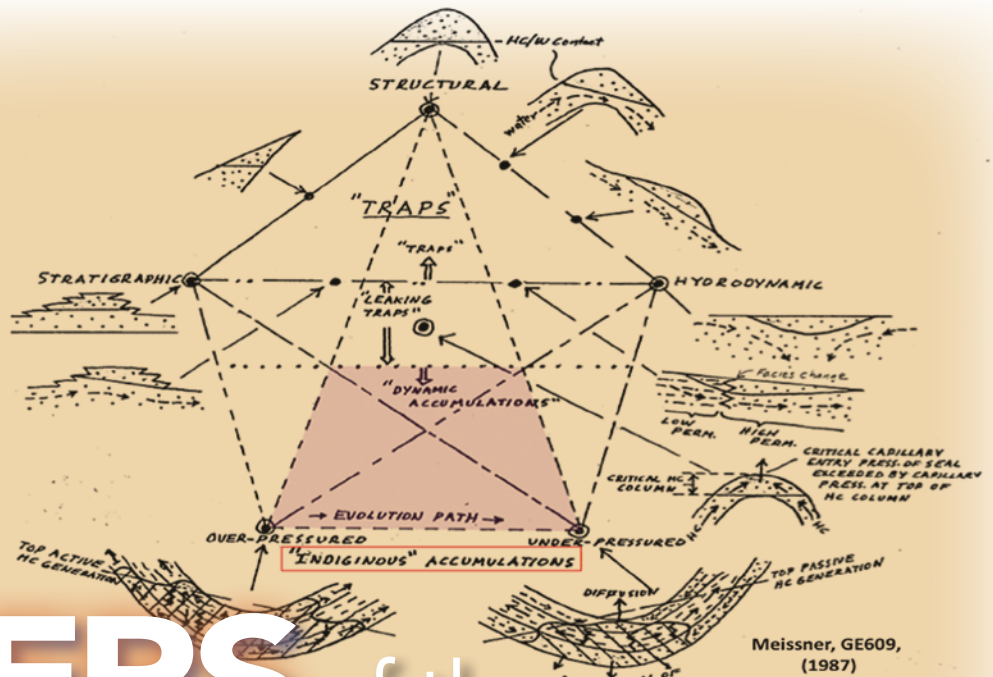 HC/W Contact
STRUCTURAL
Water
"TRAPS"
"TRAPS"
STRATIGRAPHIC
HYDRODYNAMIC
"LEAKING
TRAPS"
Facies Change
"DYNAMIC
ACCUMULATIONS"
LOW
PERM.
HIGH
PERM.
CRITICAL CAPILLARY
ENTRY PRESS. OF SEAL
EXCEEDED BY CAPILLARY
PRESS. AT TOP OF
HC COLUMN
CRITICAL HC
COLUMN
HC
HC
→ EVOLUTION PATH →
OVER-PRESSURED
UNDER-PRESSURED
"INDIGINOUS" ACCUMULATIONS
TOP ACTIVE
HC GENERATION
TOP PASSIVE
HC GENERATION
DIFFUSION
Meissner, GE609,
(1987)
ERS